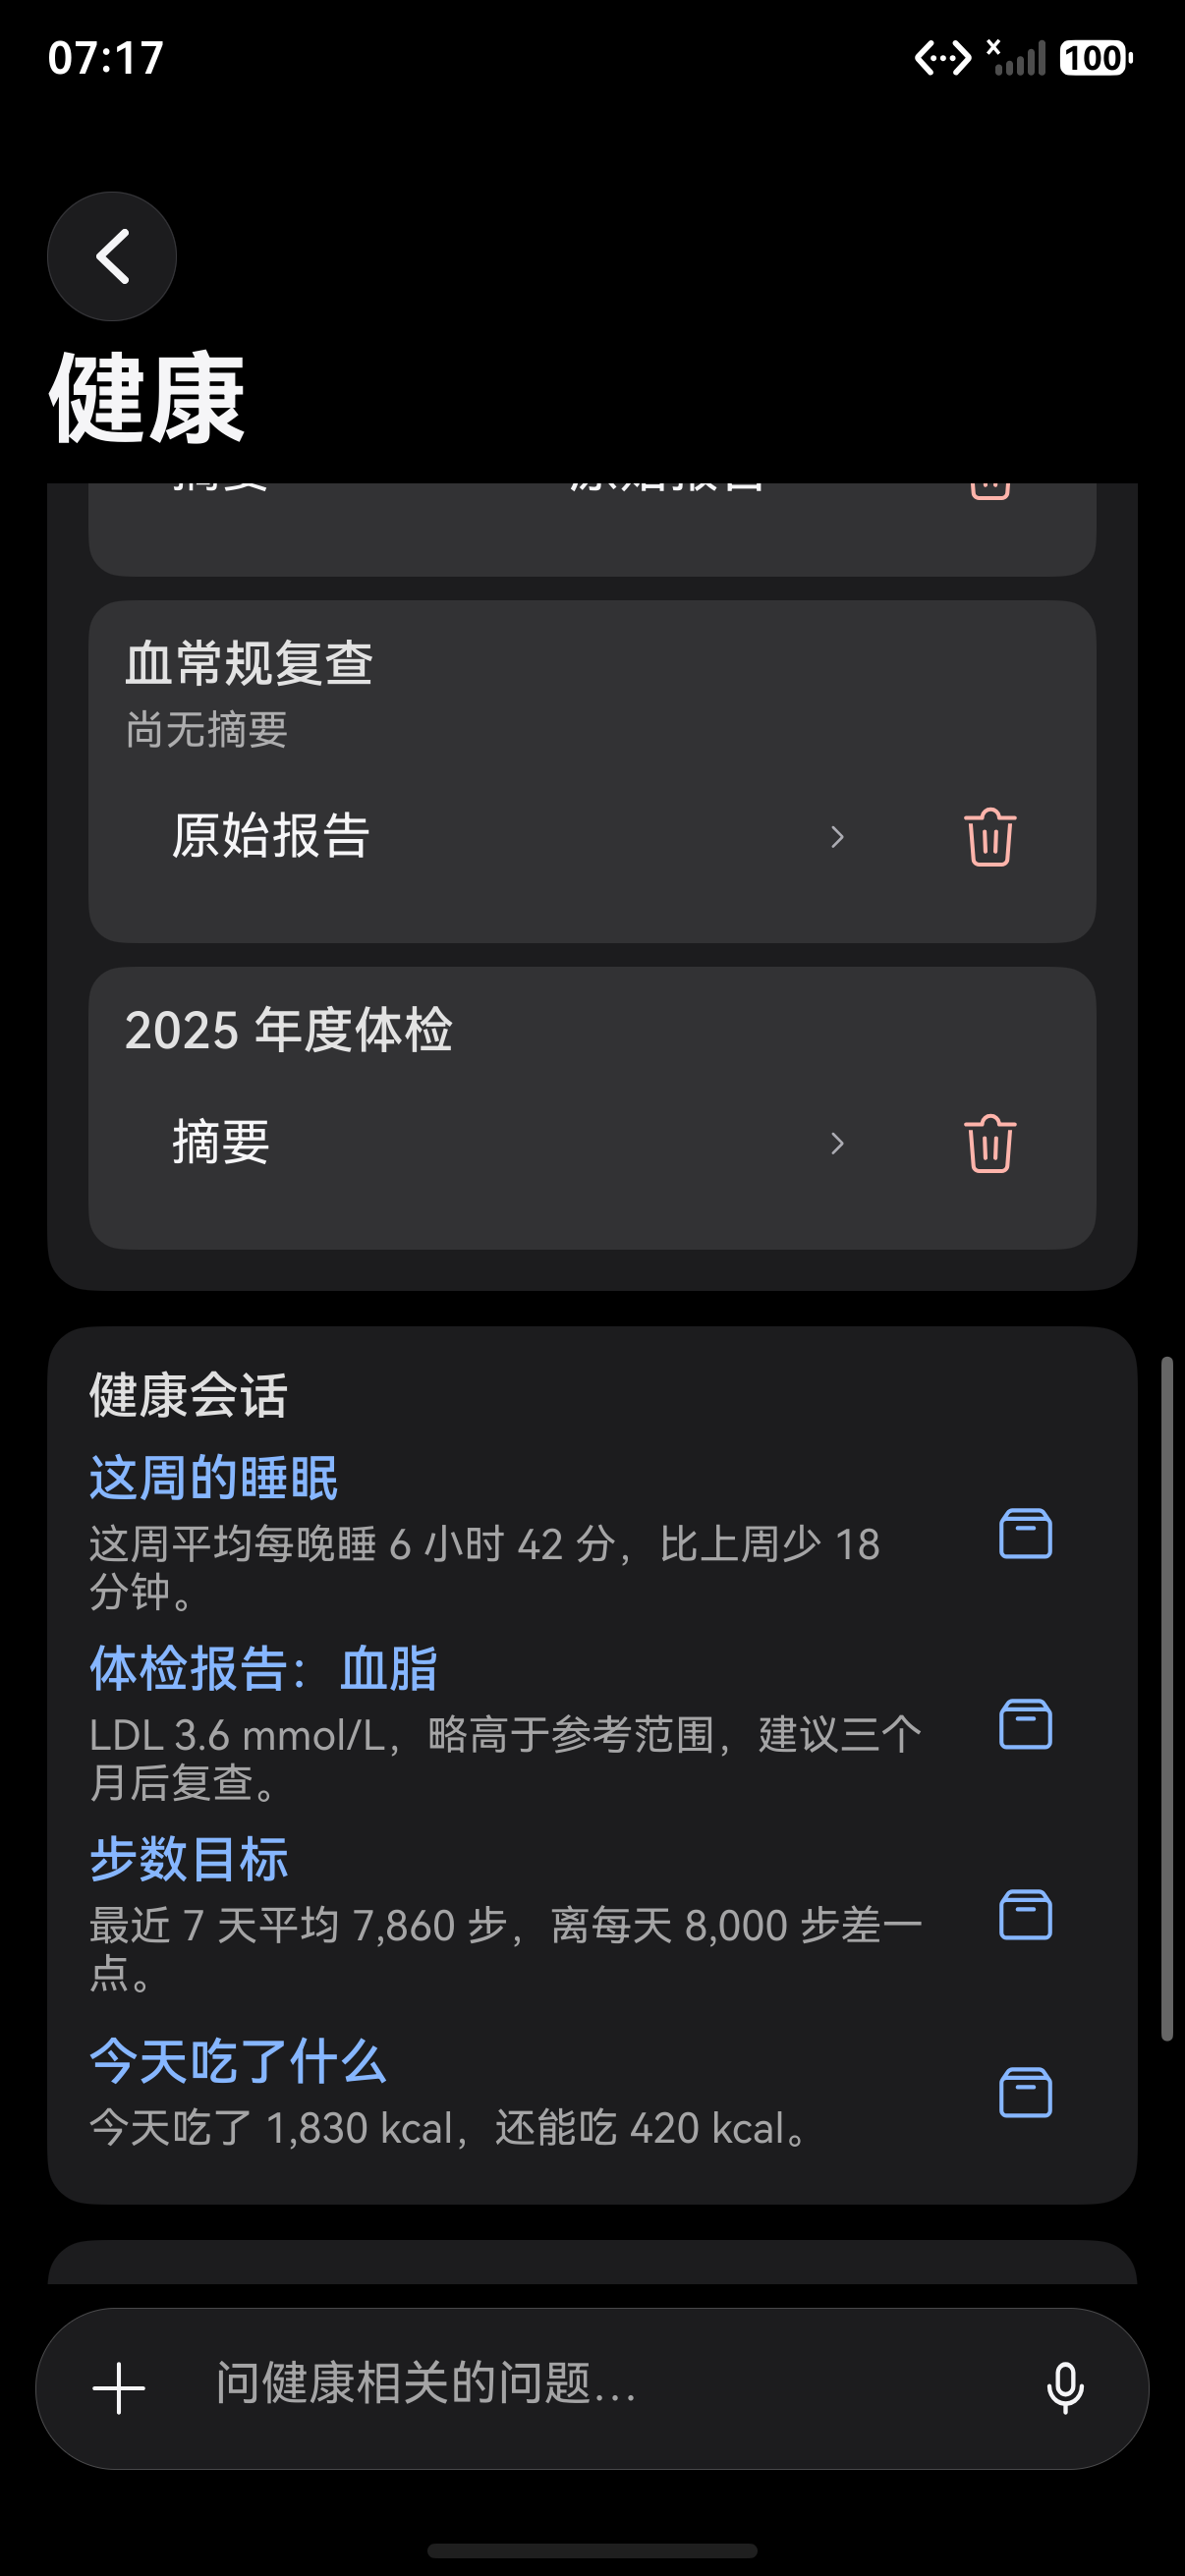 07:17
100
健康
摘要
原始报告
血常规复查
尚无摘要
原始报告
2025 年度体检
摘要
健康会话
这周的睡眠
这周平均每晚睡 6 小时 42 分，比上周少 18
分钟。
体检报告：血脂
LDL 3.6 mmol/L，略高于参考范围，建议三个
月后复查。
步数目标
最近 7 天平均 7,860 步，离每天 8,000 步差一
点。
今天吃了什么
今天吃了 1,830 kcal，还能吃 420 kcal。
问健康相关的问题…